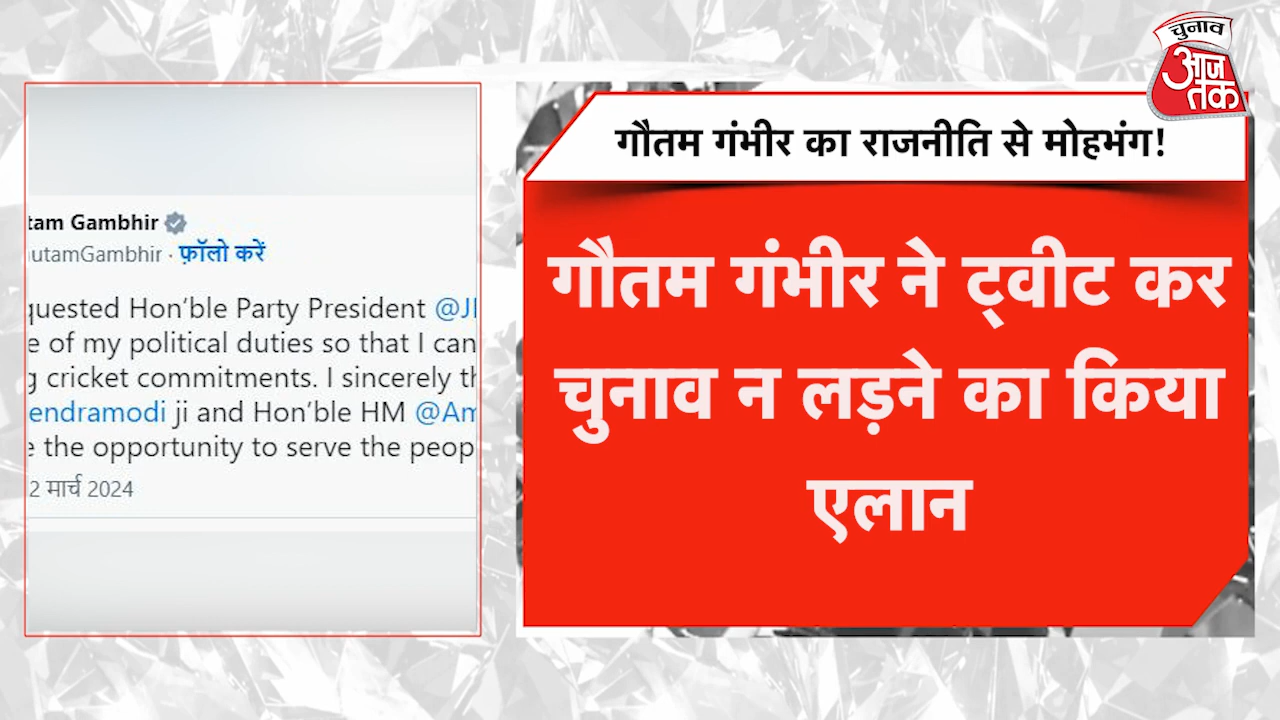 चुनाव
आज
तक
गौतम गंभीर का राजनीति से मोहभंग!
गौतम गंभीर ने ट्वीट कर
चुनाव न लड़ने का किया
एलान
tam Gambhir
utamGambhir · फ़ॉलो करें
quested Hon'ble Party President @JI
e of my political duties so that I can
g cricket commitments. I sincerely th
endramodi ji and Hon'ble HM @Am
e the opportunity to serve the peop
2 मार्च 2024